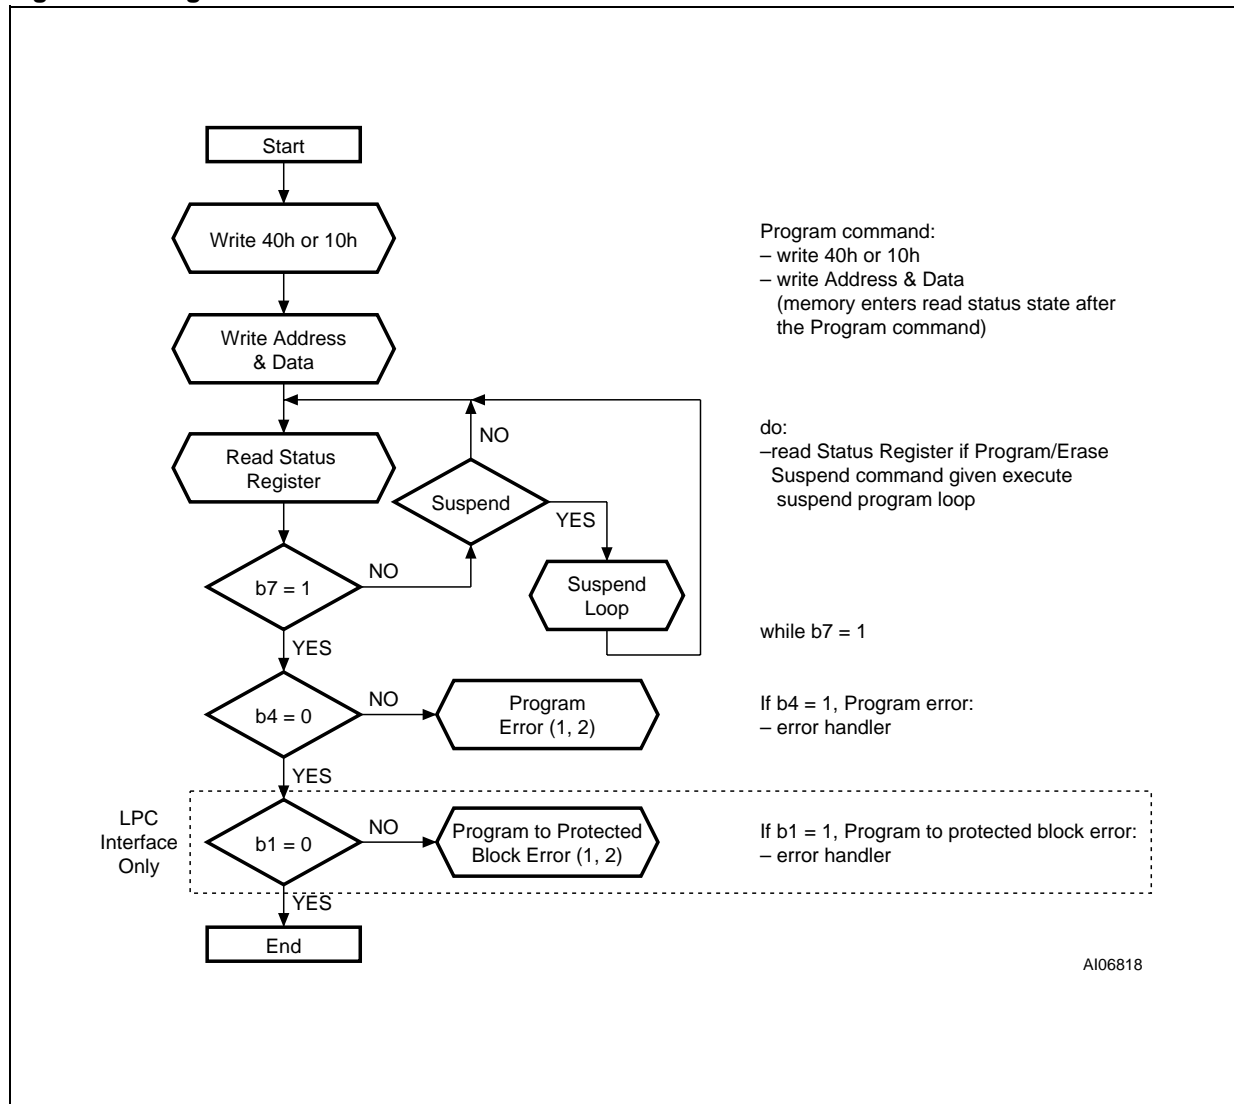 Start
Write 40h or 10h
Program command:
– write 40h or 10h
– write Address & Data
(memory enters read status state after
the Program command)
Write Address
& Data
NO
do:
–read Status Register if Program/Erase
Suspend command given execute
suspend program loop
Read Status
Register
Suspend
YES
b7 = 1
NO
Suspend
Loop
while b7 = 1
YES
b4 = 0
NO
Program
Error (1, 2)
If b4 = 1, Program error:
– error handler
YES
LPC
Interface
Only
b1 = 0
NO
Program to Protected
Block Error (1, 2)
If b1 = 1, Program to protected block error:
– error handler
YES
End
AI06818